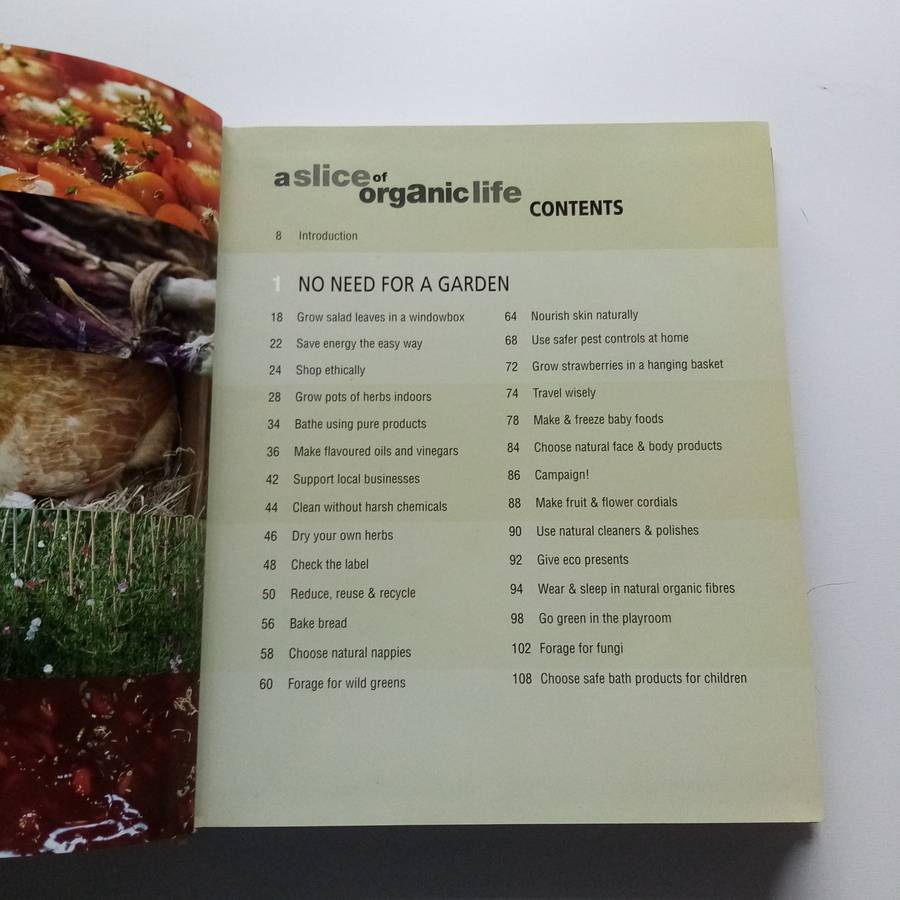 a slice of
organic life
CONTENTS
8 Introduction
1 NO NEED FOR A GARDEN
18 Grow salad leaves in a windowbox
22 Save energy the easy way
24 Shop ethically
28 Grow pots of herbs indoors
34 Bathe using pure products
36 Make flavoured oils and vinegars
42 Support local businesses
44 Clean without harsh chemicals
46 Dry your own herbs
48 Check the label
50 Reduce, reuse & recycle
56 Bake bread
58 Choose natural nappies
60 Forage for wild greens
64 Nourish skin naturally
68 Use safer pest controls at home
72 Grow strawberries in a hanging basket
74 Travel wisely
78 Make & freeze baby foods
84 Choose natural face & body products
86 Campaign!
88 Make fruit & flower cordials
90 Use natural cleaners & polishes
92 Give eco presents
94 Wear & sleep in natural organic fibres
98 Go green in the playroom
102 Forage for fungi
108 Choose safe bath products for children